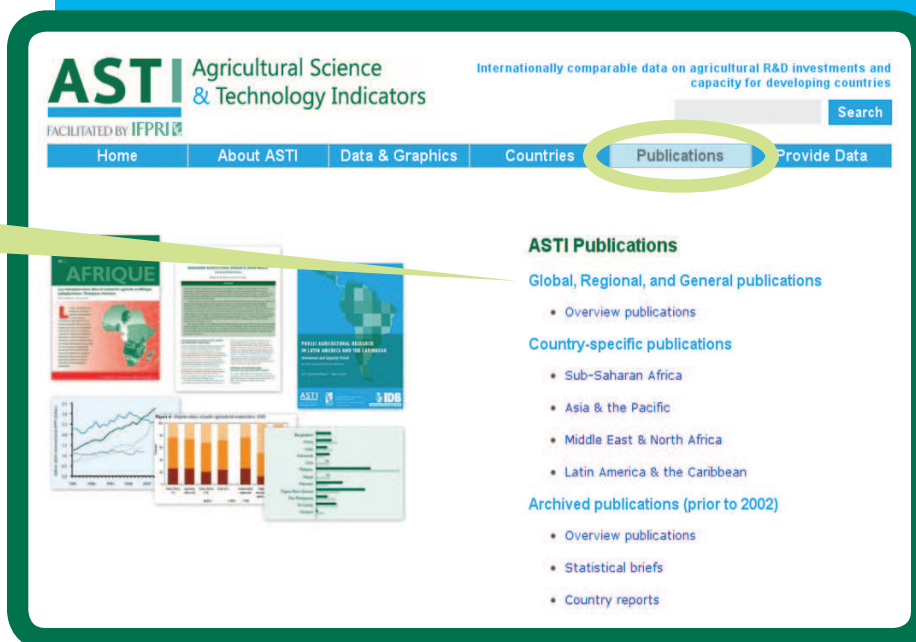 ASTI
Agricultural Science
& Technology Indicators
FACILITATED BY IFPRI
Internationally comparable data on agricultural R&D investments and
capacity for developing countries
Search
Home About ASTI Data & Graphics Countries Publications Provide Data
AFRIQUE
PUBLIC AGRICULTURAL RESEARCH
IN LATIN AMERICA AND THE CARIBBEAN
ASTI
IDB
ASTI Publications
Global, Regional, and General publications
• Overview publications
Country-specific publications
• Sub-Saharan Africa
• Asia & the Pacific
• Middle East & North Africa
• Latin America & the Caribbean
Archived publications (prior to 2002)
• Overview publications
• Statistical briefs
• Country reports